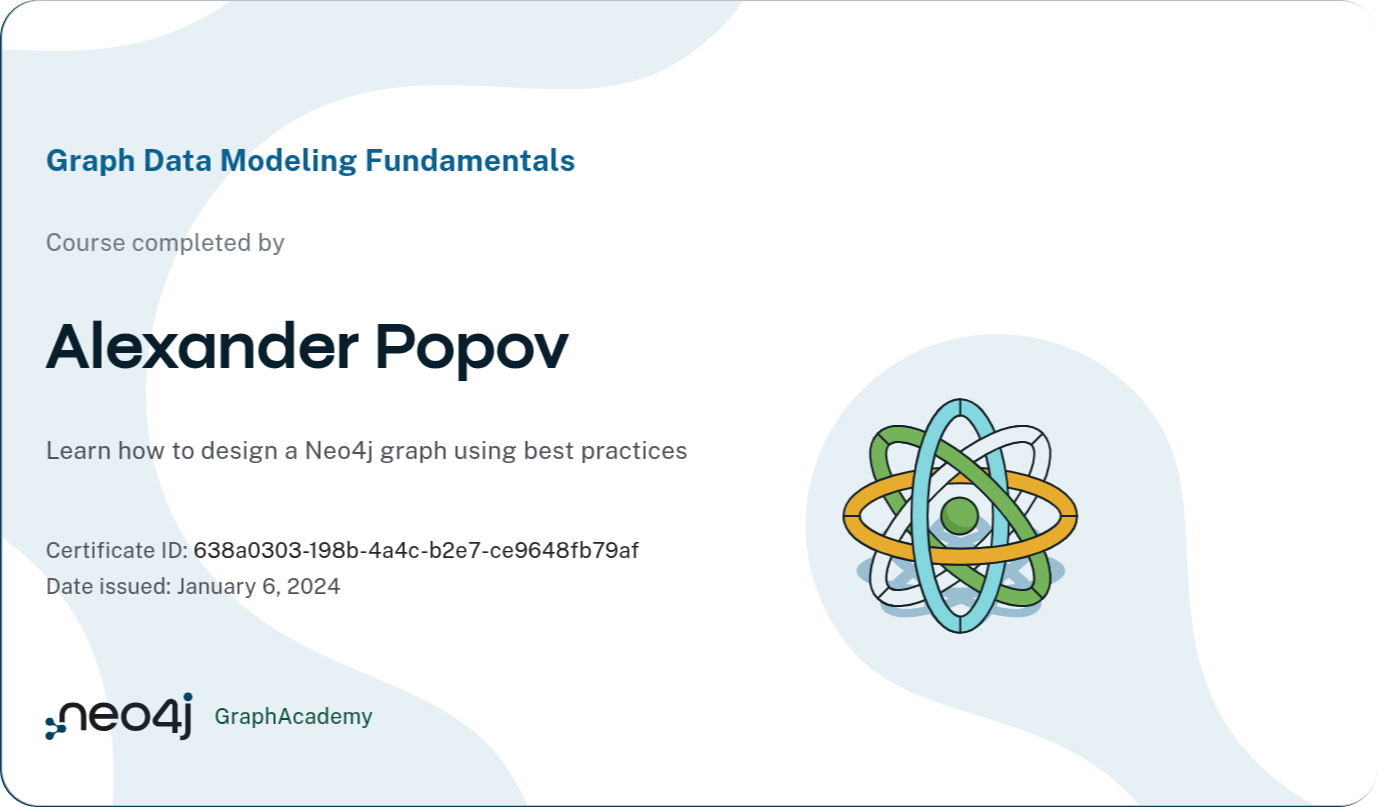 Graph Data Modeling Fundamentals
Course completed by
Alexander Popov
Learn how to design a Neo4j graph using best practices
Certificate ID: 638a0303-198b-4a4c-b2e7-ce9648fb79af
Date issued: January 6, 2024
neo4j GraphAcademy